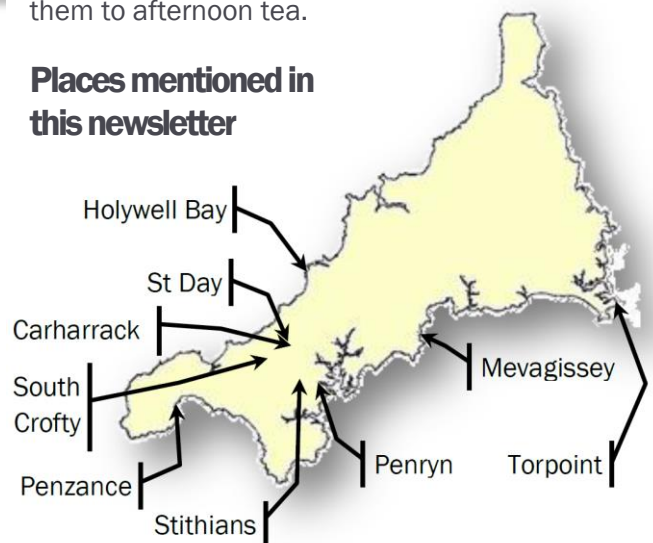 them to afternoon tea.
Places mentioned in
this newsletter
Holywell Bay
St Day
Carharrack
South
Crofty
Penzance
Stithians
Penryn
Mevagissey
Torpoint